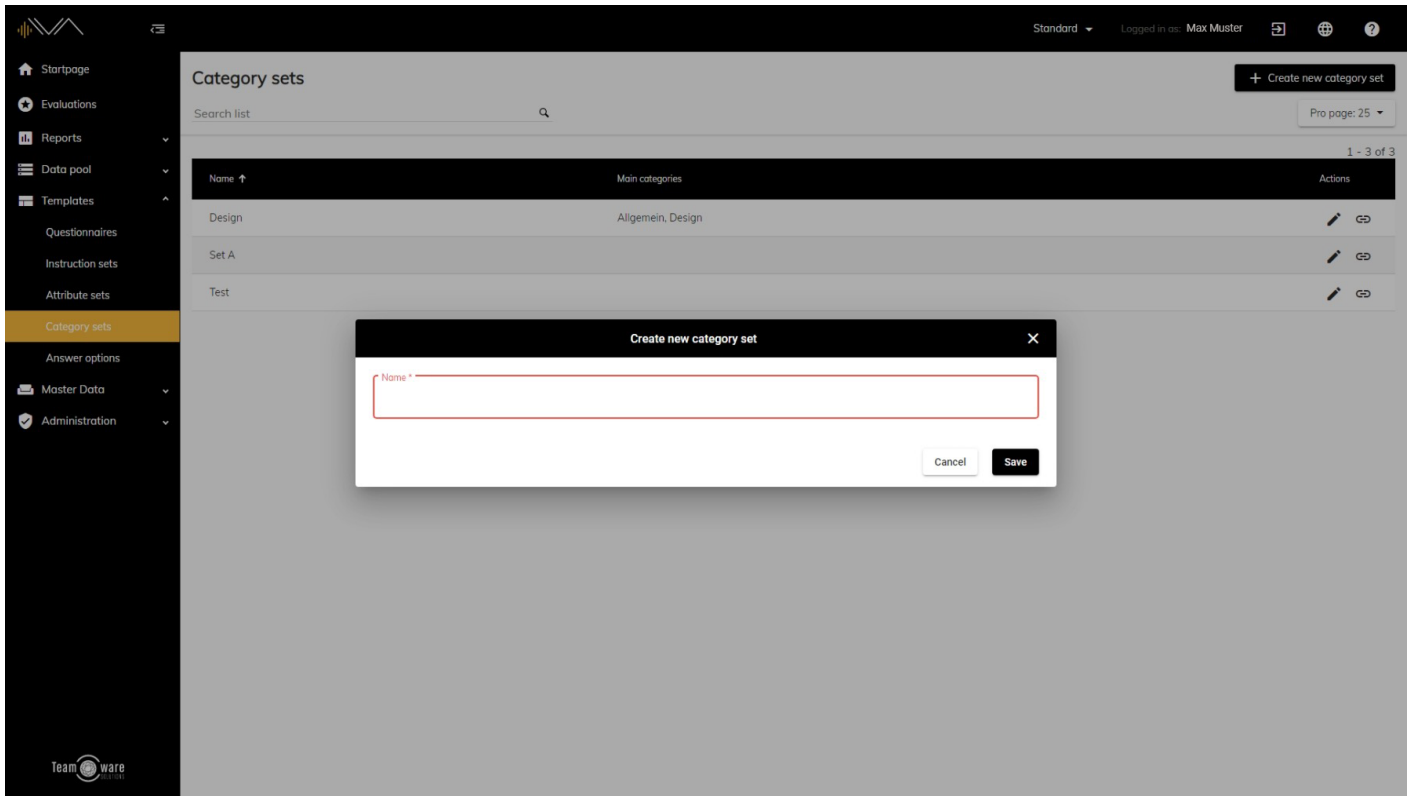 Standard
Logged in as: Max Muster
Startpage
Evaluations
Reports
Data pool
Templates
Questionnaires
Instruction sets
Attribute sets
Category sets
Answer options
Master Data
Administration
Team ware
SOLUTIONS
Category sets
+ Create new category set
Search list
Pro page: 25
1 - 3 of 3
Name Main categories Actions
Design Allgemein, Design
Set A
Test
Create new category set
Name *
Cancel Save